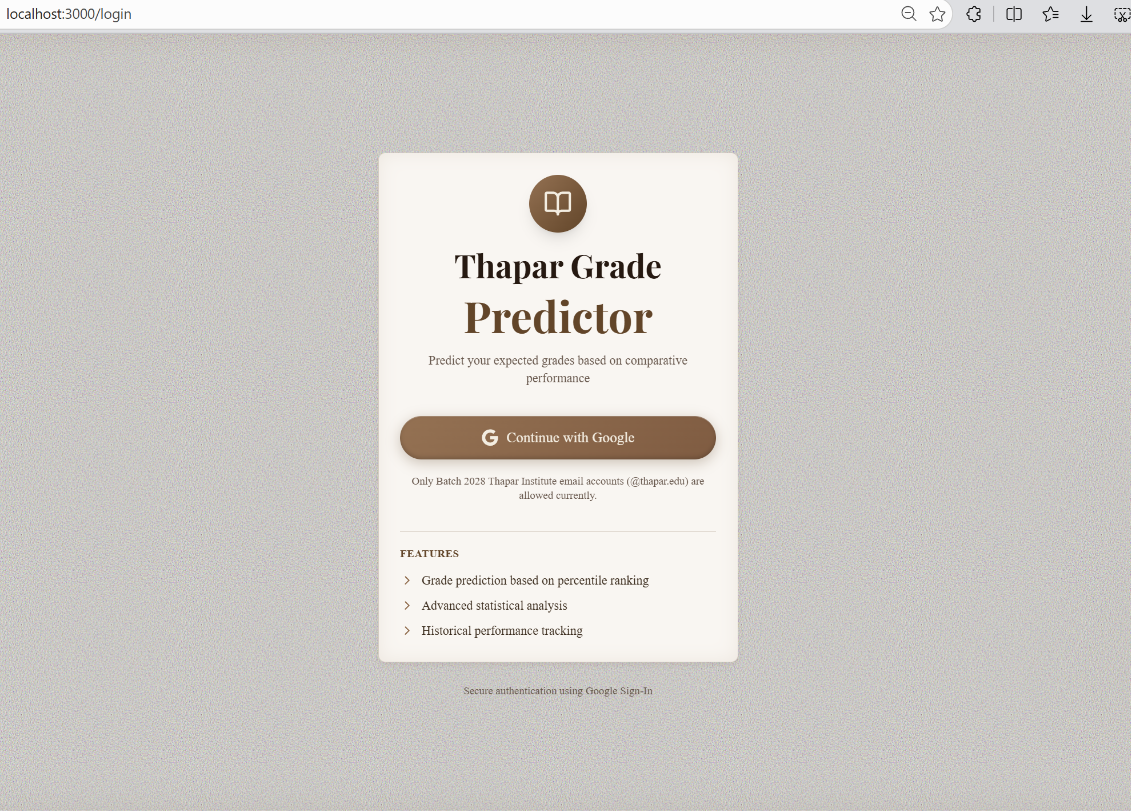 localhost:3000/login
Thapar Grade
Predictor
Predict your expected grades based on comparative
performance
Continue with Google
Only Batch 2028 Thapar Institute email accounts (@thapar.edu) are
allowed currently.
FEATURES
Grade prediction based on percentile ranking
Advanced statistical analysis
Historical performance tracking
Secure authentication using Google Sign-In